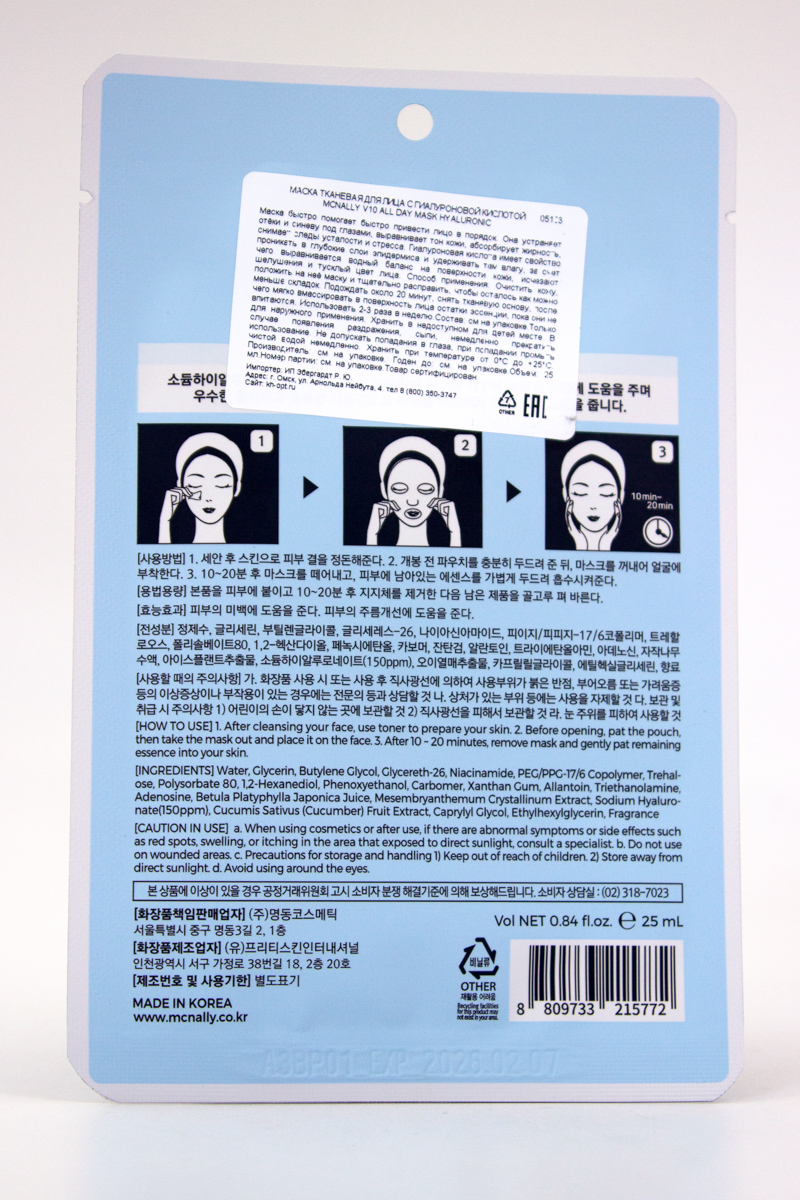 МАСКА ТКАНЕВАЯ ДЛЯ ЛИЦА С ГИАЛУРОНОВОЙ КИСЛОТОЙ
MCNALLY V10 ALL DAY MASK HYALURONIC
Маска быстро помогает быстро привести лицо в порядок. Она устраняет
отёки и синеву под глазами, выравнивает тон кожи, абсорбирует жирность,
снимает следы усталости и стресса. Гиалуроновая кислота имеет свойство
проникать в глубокие слои эпидермиса и удерживать там влагу, за счет
чего выравнивается водный баланс на поверхности кожи, исчезают
шелушения и тусклый цвет лица. Способ применения. Очистить кожу,
положить на неё маску и тщательно расправить, чтобы осталось как можно
меньше складок. Подождать около 20 минут, снять тканевую основу, после
чего мягко вмассировать в поверхность лица остатки эссенции, пока они не
впитаются. Использовать 2-3 раза в неделю.Состав: см на упаковке Только
для наружного применения. Хранить в недоступном для детей месте. В
случае появления раздражения, сыпи, немедленно прекратить
использование. Не допускать попадания в глаза, при попадании промыть
чистой водой немедленно. Хранить при температуре от 0°С до +25°С.
Производитель: см на упаковке. Годен до: см. на упаковке Объем: 25
мл.Номер партии: см. на упаковке.Товар сертифицирован.
Импортер: ИП Эбергардт Р. Ю.
Адрес: г. Омск, ул. Арнольда Нейбута, 4. тел 8 (800) 350-3747
Сайт: kh-opt.ru
7
OTHER
EAC
소듐하이알
에 도움을 주며
우수한
을 줍니다.
1
2
3
10 min~
20 min
[사용방법] 1. 세안 후 스킨으로 피부 결을 정돈해준다. 2. 개봉 전 파우치를 충분히 두드려 준 뒤, 마스크를 꺼내어 얼굴에
부착한다. 3. 10~20분 후 마스크를 떼어내고, 피부에 남아있는 에센스를 가볍게 두드려 흡수시켜준다.
[용법용량] 본품을 피부에 붙이고 10~20분 후 지지체를 제거한 다음 남은 제품을 골고루 펴 바른다.
[효능효과] 피부의 미백에 도움을 준다. 피부의 주름개선에 도움을 준다.
[전성분] 정제수, 글리세린, 부틸렌글라이콜, 글리세레스-26, 나이아신아마이드, 피이지/피피지-17/6코폴리머, 트레할
로오스, 폴리솔베이트80, 1,2-헥산다이올, 페녹시에탄올, 카보머, 잔탄검, 알란토인, 트라이에탄올아민, 아데노신, 자작나무
수액, 아이스플랜트추출물, 소듐하이알루로네이트(150ppm), 오이열매추출물, 카프릴릴글라이콜, 에틸헥실글리세린, 향료
[사용할 때의 주의사항] 가. 화장품 사용 시 또는 사용 후 직사광선에 의하여 사용부위가 붉은 반점, 부어오름 또는 가려움증
등의 이상증상이나 부작용이 있는 경우에는 전문의 등과 상담할 것 나. 상처가 있는 부위 등에는 사용을 자제할 것 다. 보관 및
취급 시 주의사항 1) 어린이의 손이 닿지 않는 곳에 보관할 것 2) 직사광선을 피해서 보관할 것 라. 눈 주위를 피하여 사용할 것
[HOW TO USE] 1. After cleansing your face, use toner to prepare your skin. 2. Before opening, pat the pouch,
then take the mask out and place it on the face. 3. After 10 ~ 20 minutes, remove mask and gently pat remaining
essence into your skin.
[INGREDIENTS] Water, Glycerin, Butylene Glycol, Glycereth-26, Niacinamide, PEG/PPG-17/6 Copolymer, Trehal-
ose, Polysorbate 80, 1,2-Hexanediol, Phenoxyethanol, Carbomer, Xanthan Gum, Allantoin, Triethanolamine,
Adenosine, Betula Platyphylla Japonica Juice, Mesembryanthemum Crystallinum Extract, Sodium Hyaluro-
nate(150ppm), Cucumis Sativus (Cucumber) Fruit Extract, Caprylyl Glycol, Ethylhexylglycerin, Fragrance
[CAUTION IN USE] a. When using cosmetics or after use, if there are abnormal symptoms or side effects such
as red spots, swelling, or itching in the area that exposed to direct sunlight, consult a specialist. b. Do not use
on wounded areas. c. Precautions for storage and handling 1) Keep out of reach of children. 2) Store away from
direct sunlight. d. Avoid using around the eyes.
본 상품에 이상이 있을 경우 공정거래위원회 고시 소비자 분쟁 해결기준에 의해 보상해드립니다. 소비자 상담실 : (02) 318-7023
[화장품책임판매업자] (주)명동코스메틱
서울특별시 중구 명동3길 2, 1층
[화장품제조업자] (유)프리티스킨인터내셔널
인천광역시 서구 가정로 38번길 18, 2층 20호
[제조번호 및 사용기한] 별도표기
MADE IN KOREA
www.mcnally.co.kr
Vol NET 0.84 fl.oz. ℮ 25 mL
비닐류
OTHER
재활용 어려움
Recycling facilities
for this product may
not exist in your area.
8 809733 215772
A3BP01 EXP 2026.02.07